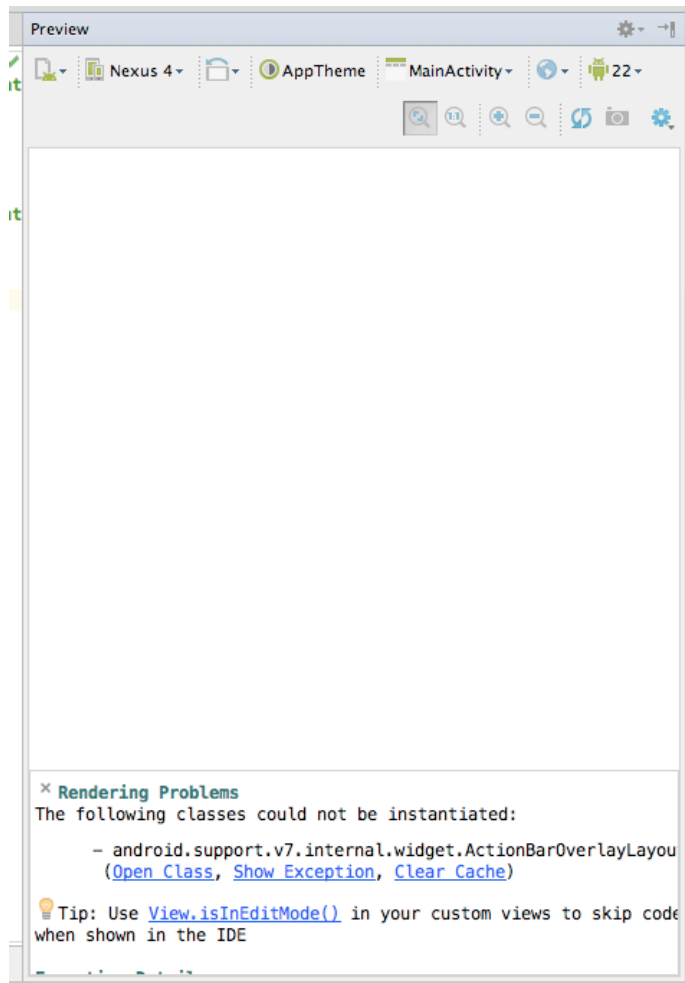 Preview
Nexus 4 AppTheme MainActivity 22
1:1
t
t
Rendering Problems
The following classes could not be instantiated:
– android.support.v7.internal.widget.ActionBarOverlayLayou
(Open Class, Show Exception, Clear Cache)
Tip: Use View.isInEditMode() in your custom views to skip code
when shown in the IDE